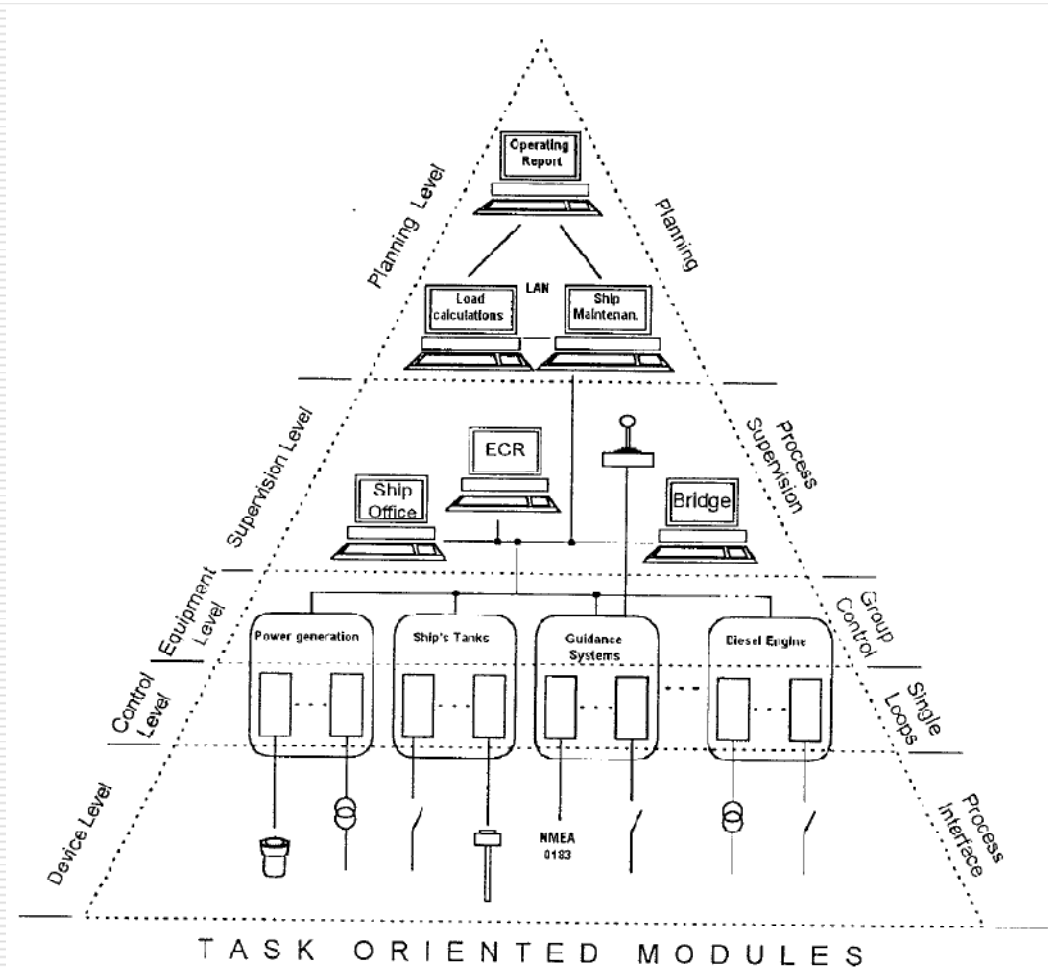 Operating
Report
Planning Level
Planning
LAN
Load
calculations
Ship
Maintenan.
Supervision Level
Process
Supervision
ECR
Ship
Office
Bridge
Equipment
Level
Group
Control
Power generation
Ship's Tanks
Guidance
Systems
Diesel Engine
Control
Level
Single
Loops
Device Level
Process
Interface
NMEA
0183
TASK ORIENTED MODULES